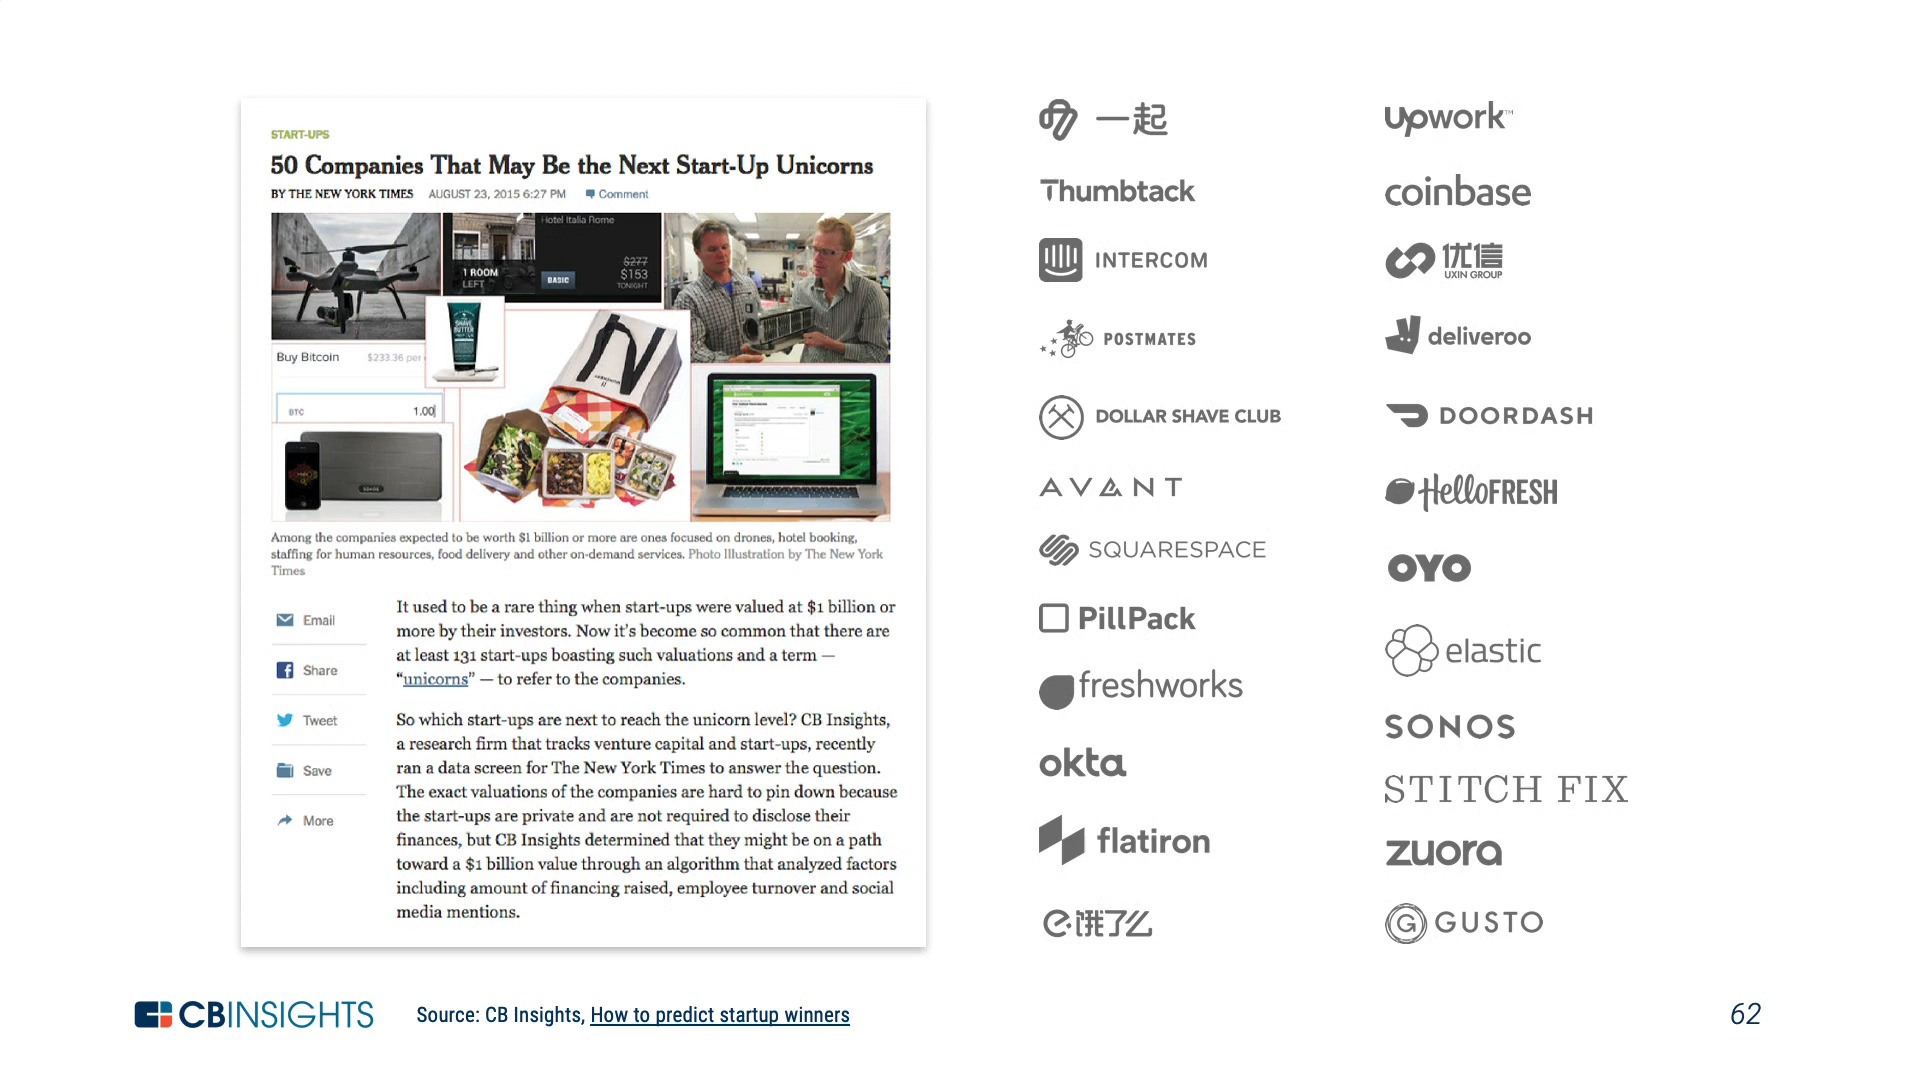 START-UPS
50 Companies That May Be the Next Start-Up Unicorns
BY THE NEW YORK TIMES AUGUST 23, 2015 6:27 PM Comment
Hotel Italia Rome
1 ROOM
LEFT
BASIC
$277
$153
TONIGHT
Buy Bitcoin $233.36 per
SHAVE
BUTTER
BTC 1.00
SONOS
Among the companies expected to be worth $1 billion or more are ones focused on drones, hotel booking,
staffing for human resources, food delivery and other on-demand services. Photo Illustration by The New York
Times
Email
Share
Tweet
Save
More
It used to be a rare thing when start-ups were valued at $1 billion or
more by their investors. Now it's become so common that there are
at least 131 start-ups boasting such valuations and a term —
“unicorns” — to refer to the companies.
So which start-ups are next to reach the unicorn level? CB Insights,
a research firm that tracks venture capital and start-ups, recently
ran a data screen for The New York Times to answer the question.
The exact valuations of the companies are hard to pin down because
the start-ups are private and are not required to disclose their
finances, but CB Insights determined that they might be on a path
toward a $1 billion value through an algorithm that analyzed factors
including amount of financing raised, employee turnover and social
media mentions.
一起
Thumbtack
INTERCOM
POSTMATES
DOLLAR SHAVE CLUB
AVANT
SQUARESPACE
PillPack
freshworks
okta
flatiron
饿了么
Upwork™
coinbase
优信
UXIN GROUP
deliveroo
DOORDASH
HelloFRESH
OYO
elastic
SONOS
STITCH FIX
zuora
G GUSTO
CBINSIGHTS
Source: CB Insights, How to predict startup winners
62